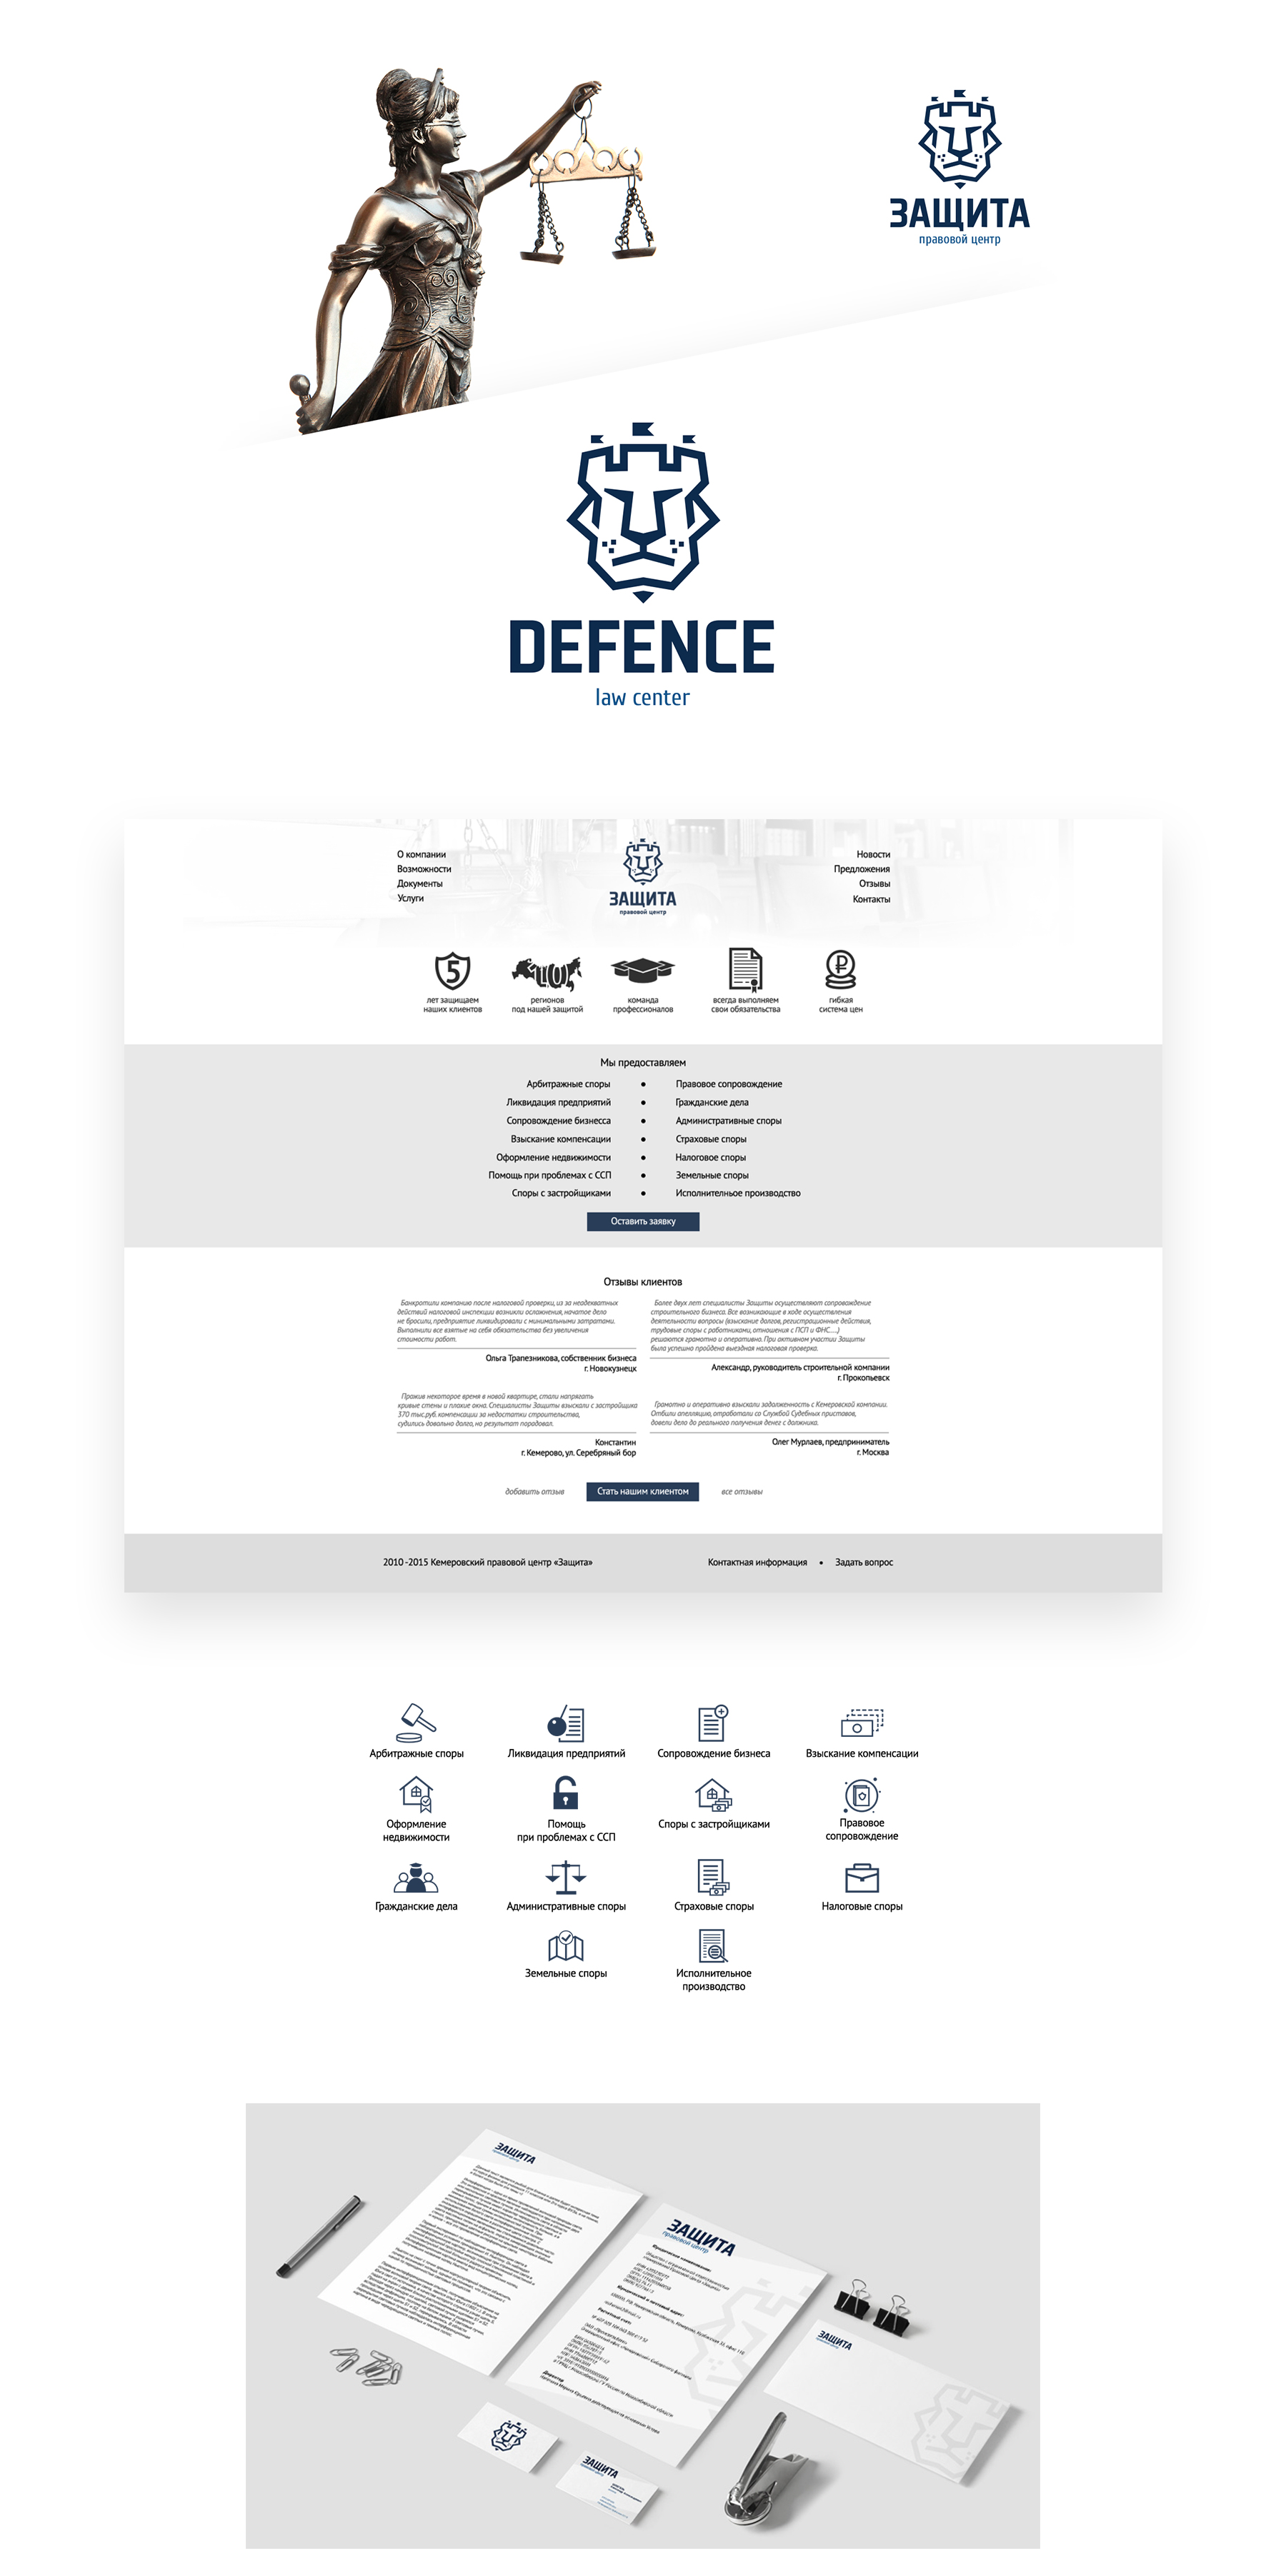 ЗАЩИТА
правовой центр
DEFENCE
law center
О компании
Возможности
Документы
Услуги
ЗАЩИТА
правовой центр
Новости
Предложения
Отзывы
Контакты
5
лет защищаем
наших клиентов
регионов
под нашей защитой
команда
профессионалов
всегда выполняем
свои обязательства
гибкая
система цен
Мы предоставляем
Арбитражные споры • Правовое сопровождение
Ликвидация предприятий • Гражданские дела
Сопровождение бизнесса • Административные споры
Взыскание компенсации • Страховые споры
Оформление недвижимости • Налоговое споры
Помощь при проблемах с ССП • Земельные споры
Споры с застройщиками • Исполнительное производство
Оставить заявку
Отзывы клиентов
Банкротили компанию после налоговой проверки, из за неадекватных
действий налоговой инспекции возникли осложнения, начатое дело
не бросили, предприятие ликвидировали с минимальными затратами.
Выполнили все взятые на себя обязательства без увеличения
стоимости работ.
Ольга Трапезникова, собственник бизнеса
г. Новокузнецк
Более двух лет специалисты Защиты осуществляют сопровождение
строительного бизнеса. Все возникающие в ходе осуществления
деятельности вопросы (взыскание долгов, регистрационные действия,
трудовые споры с работниками, отношения с ПСП и ФНС....)
решаются грамотно и оперативно. При активном участии Защиты
была успешно пройдена выездная налоговая проверка.
Александр, руководитель строительной компании
г. Прокопьевск
Прожив некоторое время в новой квартире, стали напрягать
кривые стены и плохие окна. Специалисты Защиты взыскали с застройщика
370 тыс.руб. компенсации за недостатки строительства,
судились довольно долго, но результат порадовал.
Константин
г. Кемерово, ул. Серебряный бор
Грамотно и оперативно взыскали задолженность с Кемеровской компании.
Отбили апелляцию, отработали со Службой Судебных приставов,
довели дело до реального получения денег с должника.
Олег Мурлаев, предприниматель
г. Москва
добавить отзыв
Стать нашим клиентом
все отзывы
2010 -2015 Кемеровский правовой центр «Защита»
Контактная информация • Задать вопрос
Арбитражные споры
Ликвидация предприятий
Сопровождение бизнеса
Взыскание компенсации
Оформление
недвижимости
Помощь
при проблемах с ССП
Споры с застройщиками
Правовое
сопровождение
Гражданские дела
Административные споры
Страховые споры
Налоговые споры
Земельные споры
Исполнительное
производство
ЗАЩИТА
правовой центр
ЗАЩИТА
правовой центр
ЗАЩИТА
ЗАЩИТА